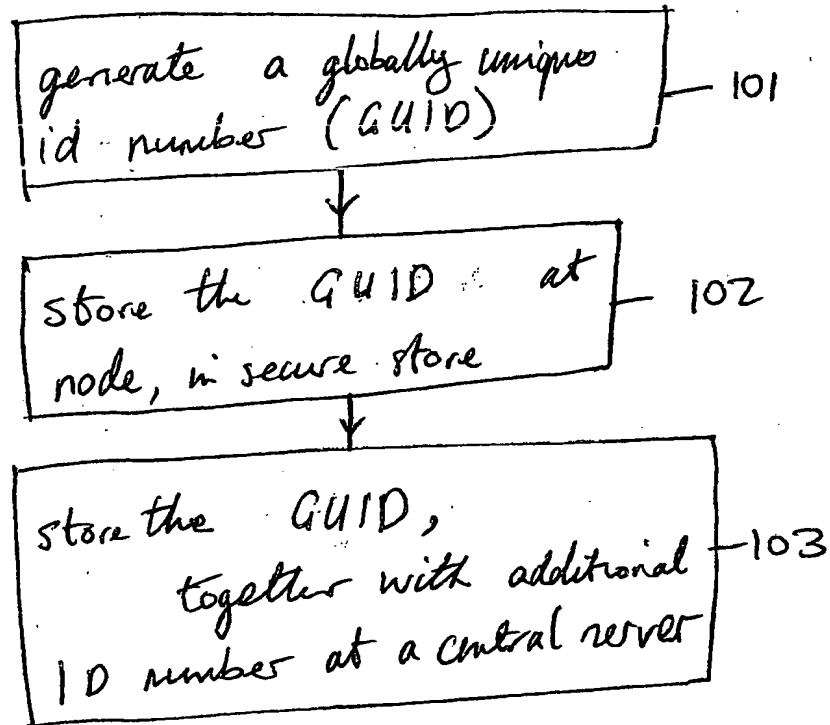 generate a globally unique
id number (GUID)
101
store the GUID at
node, in secure store
102
store the GUID,
together with additional
ID number at a central server
103